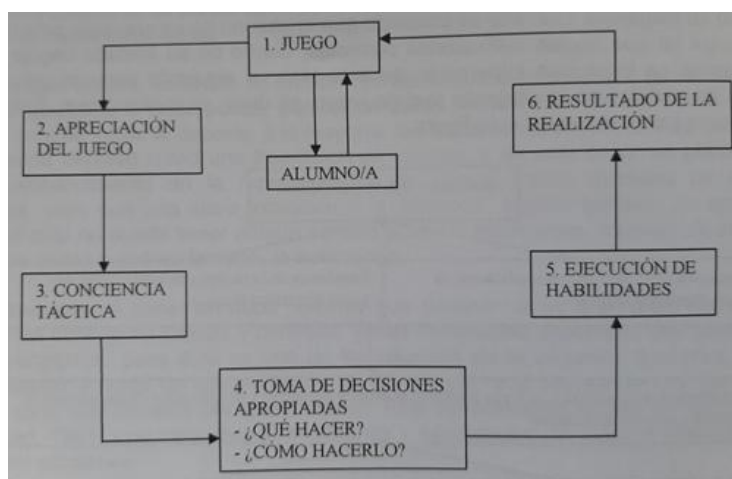 1. JUEGO
2. APRECIACIÓN
DEL JUEGO
ALUMNO/A
6. RESULTADO DE LA
REALIZACIÓN
3. CONCIENCIA
TÁCTICA
5. EJECUCIÓN DE
HABILIDADES
4. TOMA DE DECISIONES
APROPIADAS
- ¿QUÉ HACER?
- ¿CÓMO HACERLO?